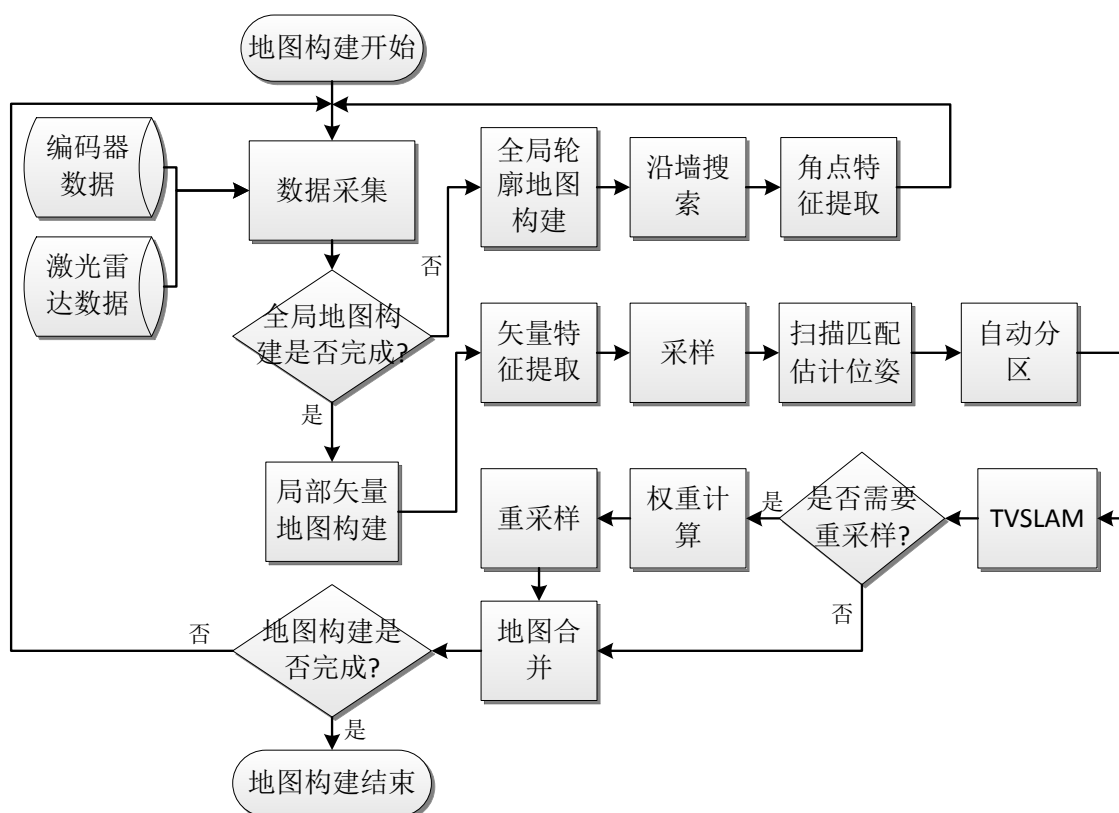 地图构建开始
编码器
数据
数据采集
全局轮
廓地图
构建
沿墙搜
索
角点特
征提取
激光雷
达数据
否
全局地图构
建是否完成?
矢量特
征提取
采样
扫描匹配
估计位姿
自动分
区
是
局部矢量
地图构建
重采样
权重计
算
是
是否需要
重采样?
TVSLAM
否
否
地图构建是
否完成?
地图合
并
是
地图构建结束